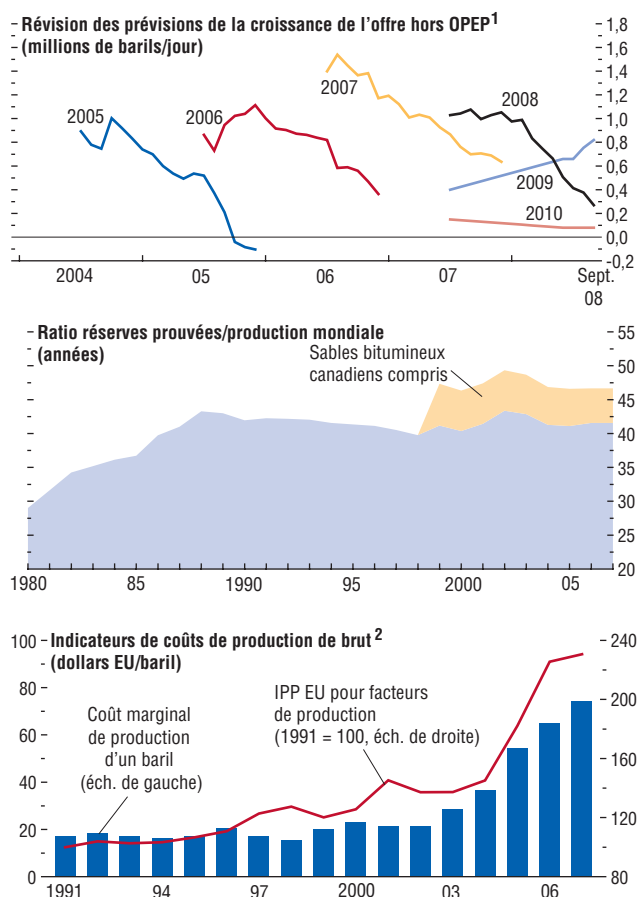 Révision des prévisions de la croissance de l'offre hors OPEP1
(millions de barils/jour)
1,8
1,6
1,4
1,2
1,0
0,8
0,6
0,4
0,2
0,0
-0,2
2005
2006
2007
2008
2009
2010
2004 05 06 07 Sept.
08
Ratio réserves prouvées/production mondiale
(années)
Sables bitumineux
canadiens compris
55
50
45
40
35
30
25
20
1980 85 1990 95 2000 05
Indicateurs de coûts de production de brut 2
(dollars EU/baril)
100
80
60
40
20
0
Coût marginal
de production
d'un baril
(éch. de gauche)
IPP EU pour facteurs
de production
(1991 = 100, éch. de droite)
240
200
160
120
80
1991 94 97 2000 03 06